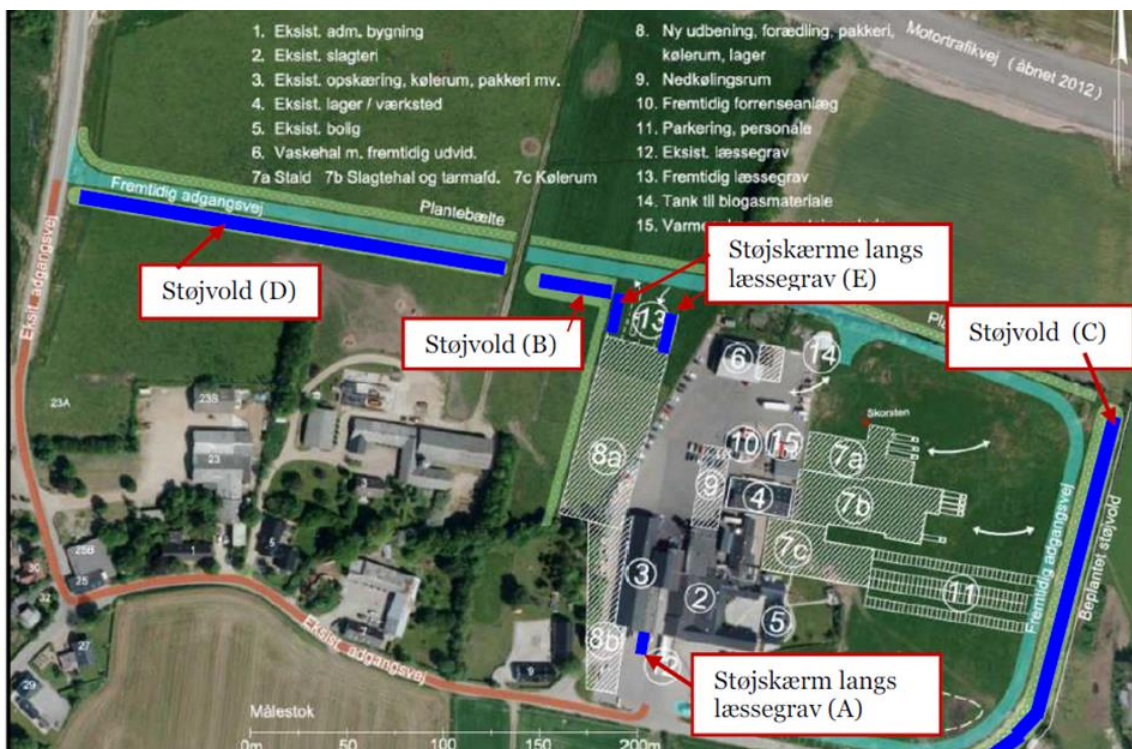 1. Eksist. adm. bygning
2. Eksist. slagteri
3. Eksist. opskæring, kølerum, pakkeri mv.
4. Eksist. lager / værksted
5. Eksist. bolig
6. Vaskehal m. fremtidig udvid.
7a Stald 7b Slagtehal og tarmafd. 7c Kølerum
8. Ny udbening, forædling, pakkeri,
kølerum, lager
9. Nedkølingsrum
10. Fremtidig forrenseanlæg
11. Parkering, personale
12. Eksist. læssegrav
13. Fremtidig læssegrav
14. Tank til biogasmateriale
15.
Motortrafikvej (åbnet 2012)
Fremtidig adgangsvej
Plantebælte
Eksist. adgangsvej
Støjvold (D)
Støjvold (B)
Støjskærme langs
læssegrav (E)
Støjvold (C)
13
6
14
Skorsten
8a
10
15
7a
9
4
7b
7c
3
2
5
11
8b
12
Fremtidig adgangsvej
Beplantet støjvold
Støjskærm langs
læssegrav (A)
23A
23B
23
25B
25
1
5
7
9
27
29
Eksist. adgangsvej
Målestok
0m 50 100 150 200m